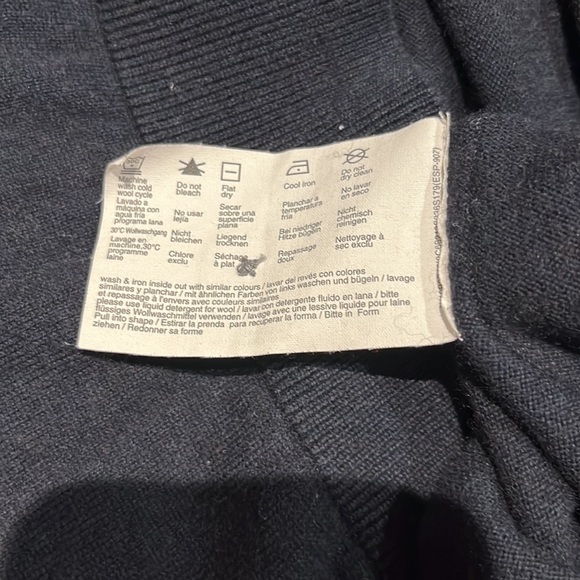 Machine
wash cold
wool cycle
Lavado a
máquina con
agua fría
programa lana
30°C Wollwaschgang
Lavage en
machine,30°C
programme
laine
Do not
bleach
No usar
lejía
Nicht
bleichen
Chlore
exclu
Flat
dry
Secar
sobre una
superficie
plana
Liegend
trocknen
Séchage
à plat
Cool iron
Planchar a
temperatura
fría
Bei niedriger
Hitze bügeln
Repassage
doux
Do not
dry clean
No lavar
en seco
Nicht
chemisch
reinigen
Nettoyage à
sec exclu
wash & iron inside out with similar colours / lavar del revés con colores
similares y planchar / mit ähnlichen Farben von links waschen und bügeln / lavage
et repassage à l'envers avec couleurs similaires
please use liquid detergent for wool / lavar con detergente fluido en lana / bitte
flüssiges Wollwaschmittel verwenden / lavage avec une lessive liquide pour laine
Pull into shape / Estirar la prenda para recuperar la forma / Bitte in Form
ziehen / Redonner sa forme